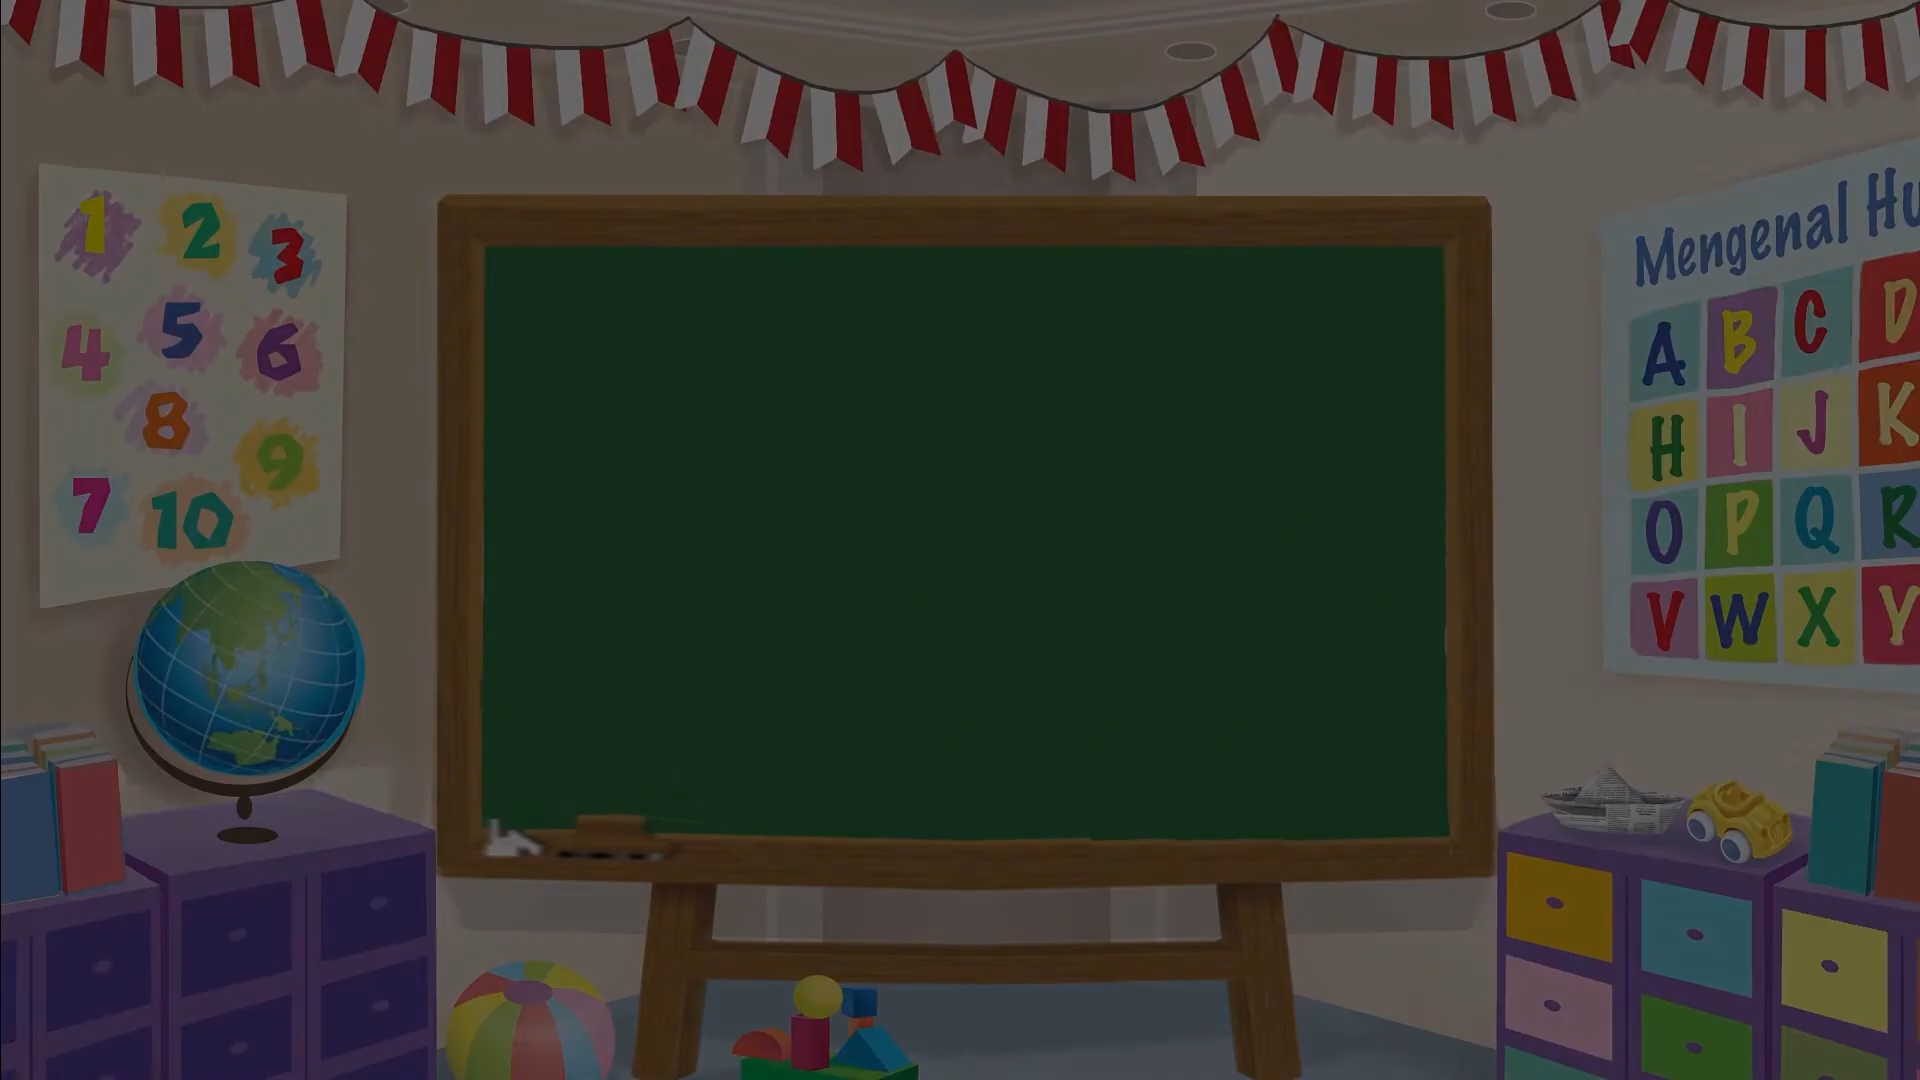 1 2 3
4 5 6
8 9
7 10
Mengenal Hu
A B C D
H I J K
O P Q R
V W X Y